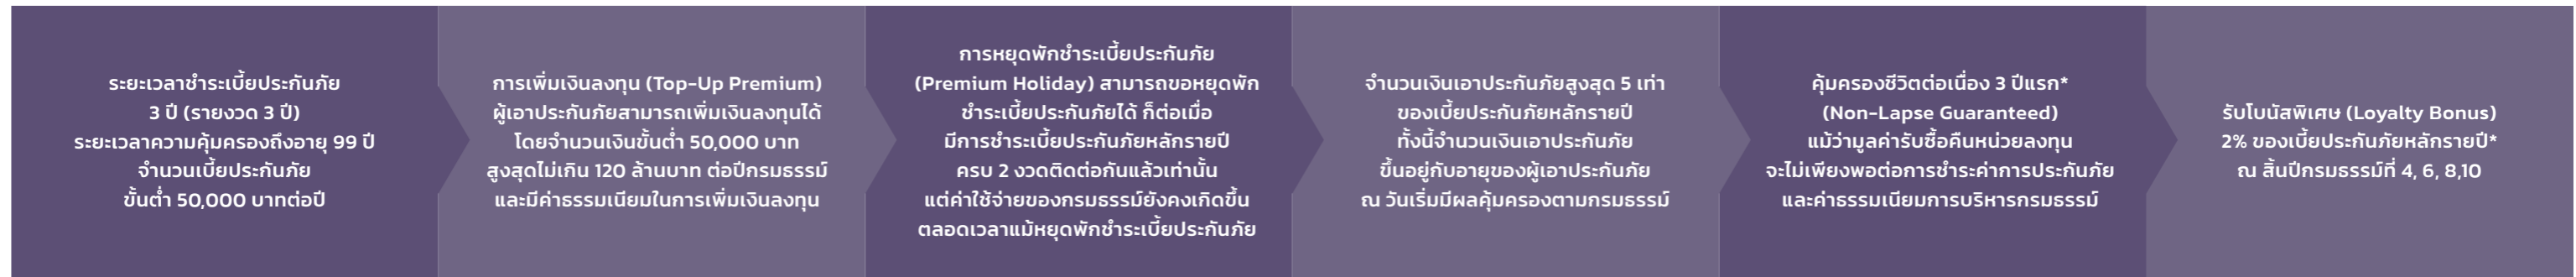 ระยะเวลาชำระเบี้ยประกันภัย
3 ปี (รายงวด 3 ปี)
ระยะเวลาความคุ้มครองถึงอายุ 99 ปี
จำนวนเบี้ยประกันภัย
ขั้นต่ำ 50,000 บาทต่อปี
การเพิ่มเงินลงทุน (Top-Up Premium)
ผู้เอาประกันภัยสามารถเพิ่มเงินลงทุนได้
โดยจำนวนเงินขั้นต่ำ 50,000 บาท
สูงสุดไม่เกิน 120 ล้านบาท ต่อปีกรมธรรม์
และมีค่าธรรมเนียมในการเพิ่มเงินลงทุน
การหยุดพักชำระเบี้ยประกันภัย
(Premium Holiday) สามารถขอหยุดพัก
ชำระเบี้ยประกันภัยได้ ก็ต่อเมื่อ
มีการชำระเบี้ยประกันภัยหลักรายปี
ครบ 2 งวดติดต่อกันแล้วเท่านั้น
แต่ค่าใช้จ่ายของกรมธรรม์ยังคงเกิดขึ้น
ตลอดเวลาแม้หยุดพักชำระเบี้ยประกันภัย
จำนวนเงินเอาประกันภัยสูงสุด 5 เท่า
ของเบี้ยประกันภัยหลักรายปี
ทั้งนี้จำนวนเงินเอาประกันภัย
ขึ้นอยู่กับอายุของผู้เอาประกันภัย
ณ วันเริ่มมีผลคุ้มครองตามกรมธรรม์
คุ้มครองชีวิตต่อเนื่อง 3 ปีแรก*
(Non-Lapse Guaranteed)
แม้ว่ามูลค่ารับซื้อคืนหน่วยลงทุน
จะไม่เพียงพอต่อการชำระค่าการประกันภัย
และค่าธรรมเนียมการบริหารกรมธรรม์
รับโบนัสพิเศษ (Loyalty Bonus)
2% ของเบี้ยประกันภัยหลักรายปี*
ณ สิ้นปีกรมธรรม์ที่ 4, 6, 8,10